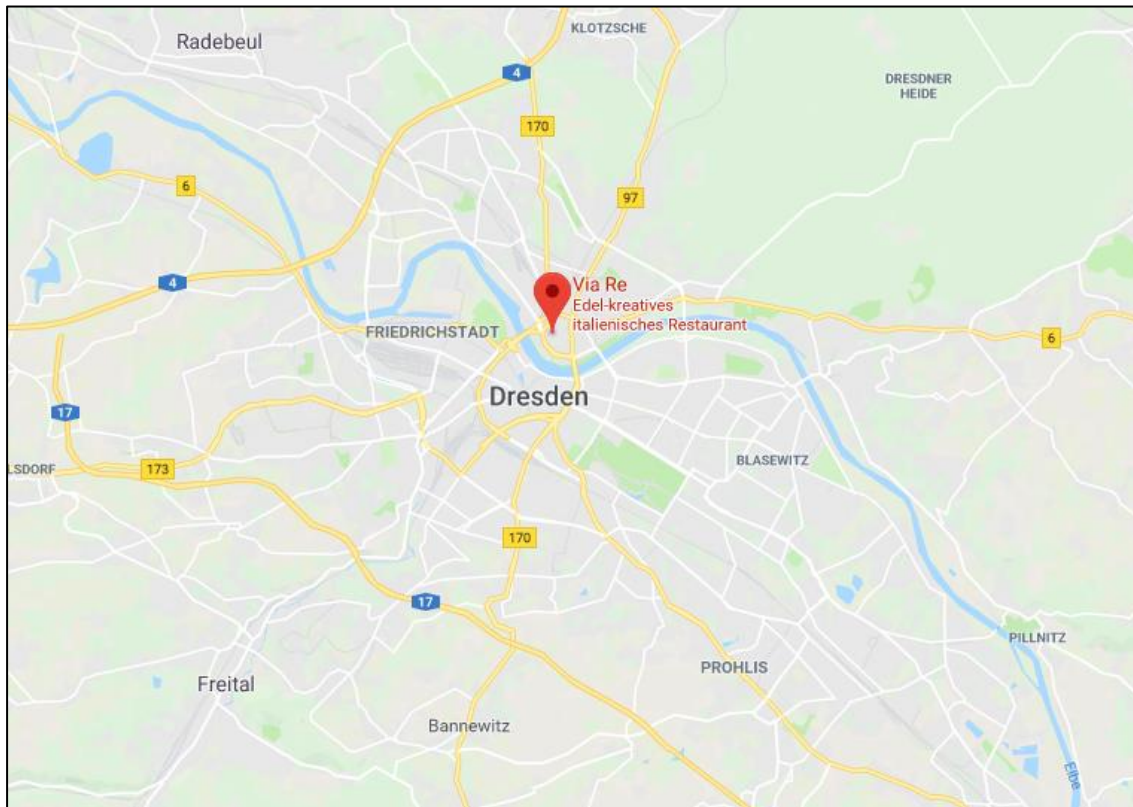 KLOTZSCHE
Radebeul
4
DRESDNER
HEIDE
170
6
97
4
Via Re
Edel-kreatives
italienisches Restaurant
FRIEDRICHSTADT
6
Dresden
17
LSDORF
173
BLASEWITZ
170
17
PILLNITZ
PROHLIS
Freital
Bannewitz
Elbe